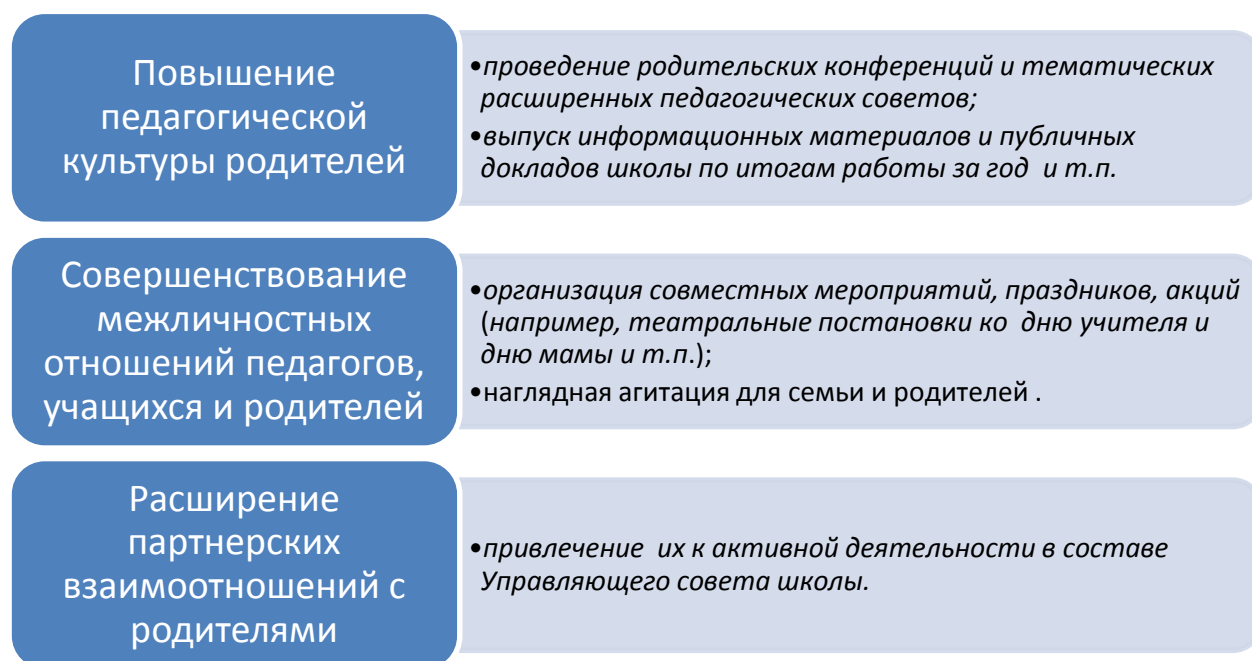 Повышение
педагогической
культуры родителей
•проведение родительских конференций и тематических
расширенных педагогических советов;
•выпуск информационных материалов и публичных
докладов школы по итогам работы за год и т.п.
Совершенствование
межличностных
отношений педагогов,
учащихся и родителей
•организация совместных мероприятий, праздников, акций
(например, театральные постановки ко дню учителя и
дню мамы и т.п.);
•наглядная агитация для семьи и родителей .
Расширение
партнерских
взаимоотношений с
родителями
•привлечение их к активной деятельности в составе
Управляющего совета школы.